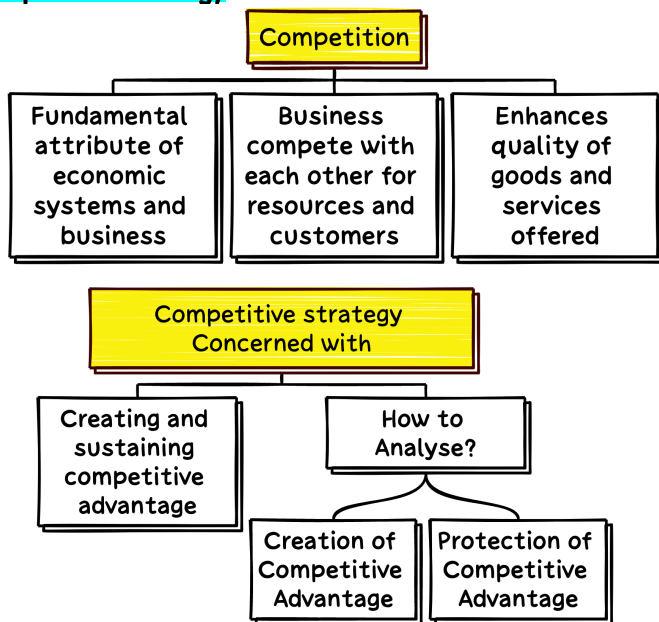 Competition
Fundamental
attribute of
economic
systems and
business
Business
compete with
each other for
resources and
customers
Enhances
quality of
goods and
services
offered
Competitive strategy
Concerned with
Creating and
sustaining
competitive
advantage
How to
Analyse?
Creation of
Competitive
Advantage
Protection of
Competitive
Advantage